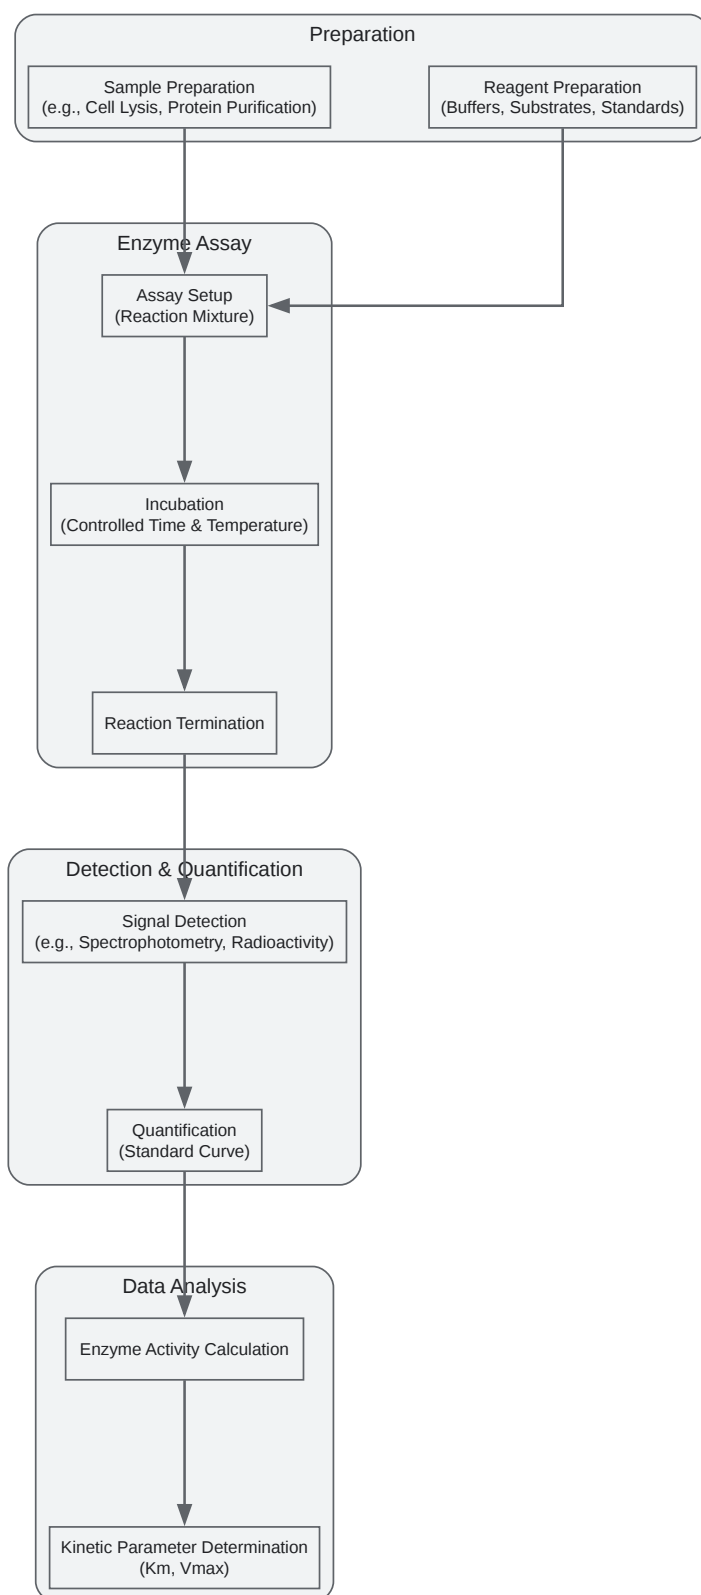 Preparation
Sample Preparation
(e.g., Cell Lysis, Protein Purification)
Reagent Preparation
(Buffers, Substrates, Standards)
Enzyme Assay
Assay Setup
(Reaction Mixture)
Incubation
(Controlled Time & Temperature)
Reaction Termination
Detection & Quantification
Signal Detection
(e.g., Spectrophotometry, Radioactivity)
Quantification
(Standard Curve)
Data Analysis
Enzyme Activity Calculation
Kinetic Parameter Determination
(Km, Vmax)